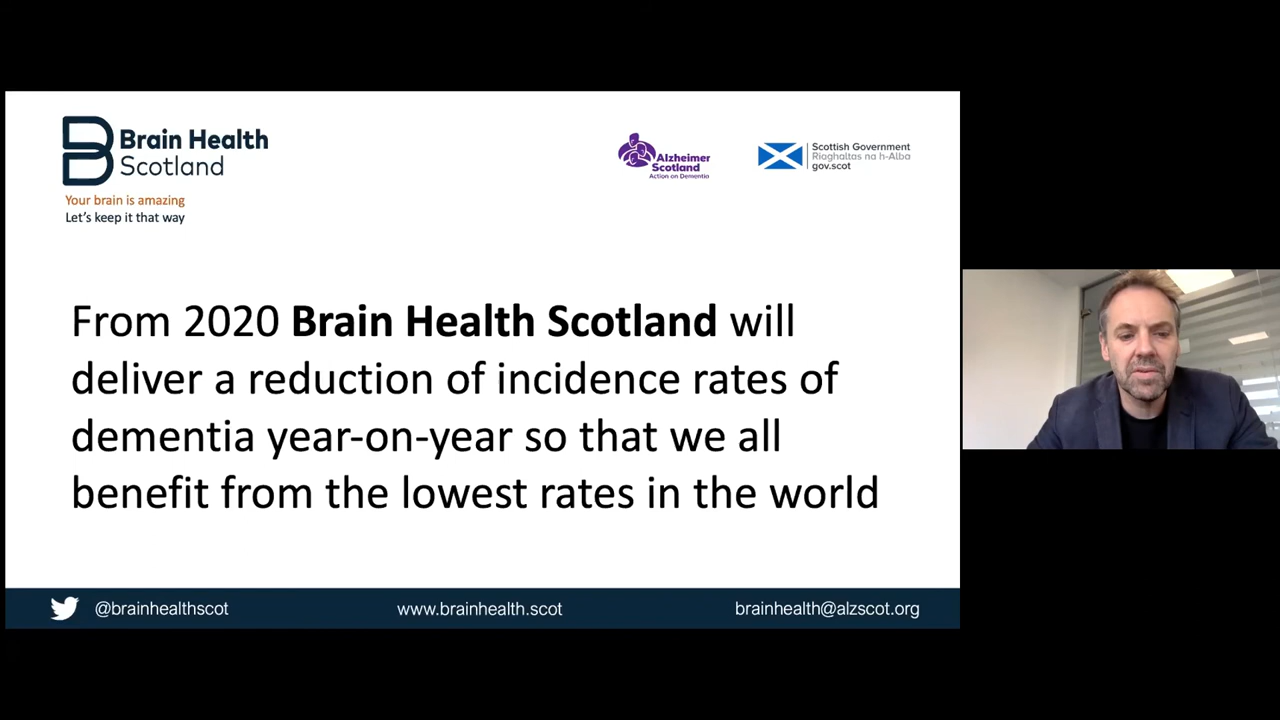 Brain Health
Scotland
Your brain is amazing
Let's keep it that way
Alzheimer
Scotland
Action on Dementia
Scottish Government
Riaghaltas na h-Alba
gov.scot
From 2020 Brain Health Scotland will
deliver a reduction of incidence rates of
dementia year-on-year so that we all
benefit from the lowest rates in the world
@brainhealthscot
www.brainhealth.scot
brainhealth@alzscot.org